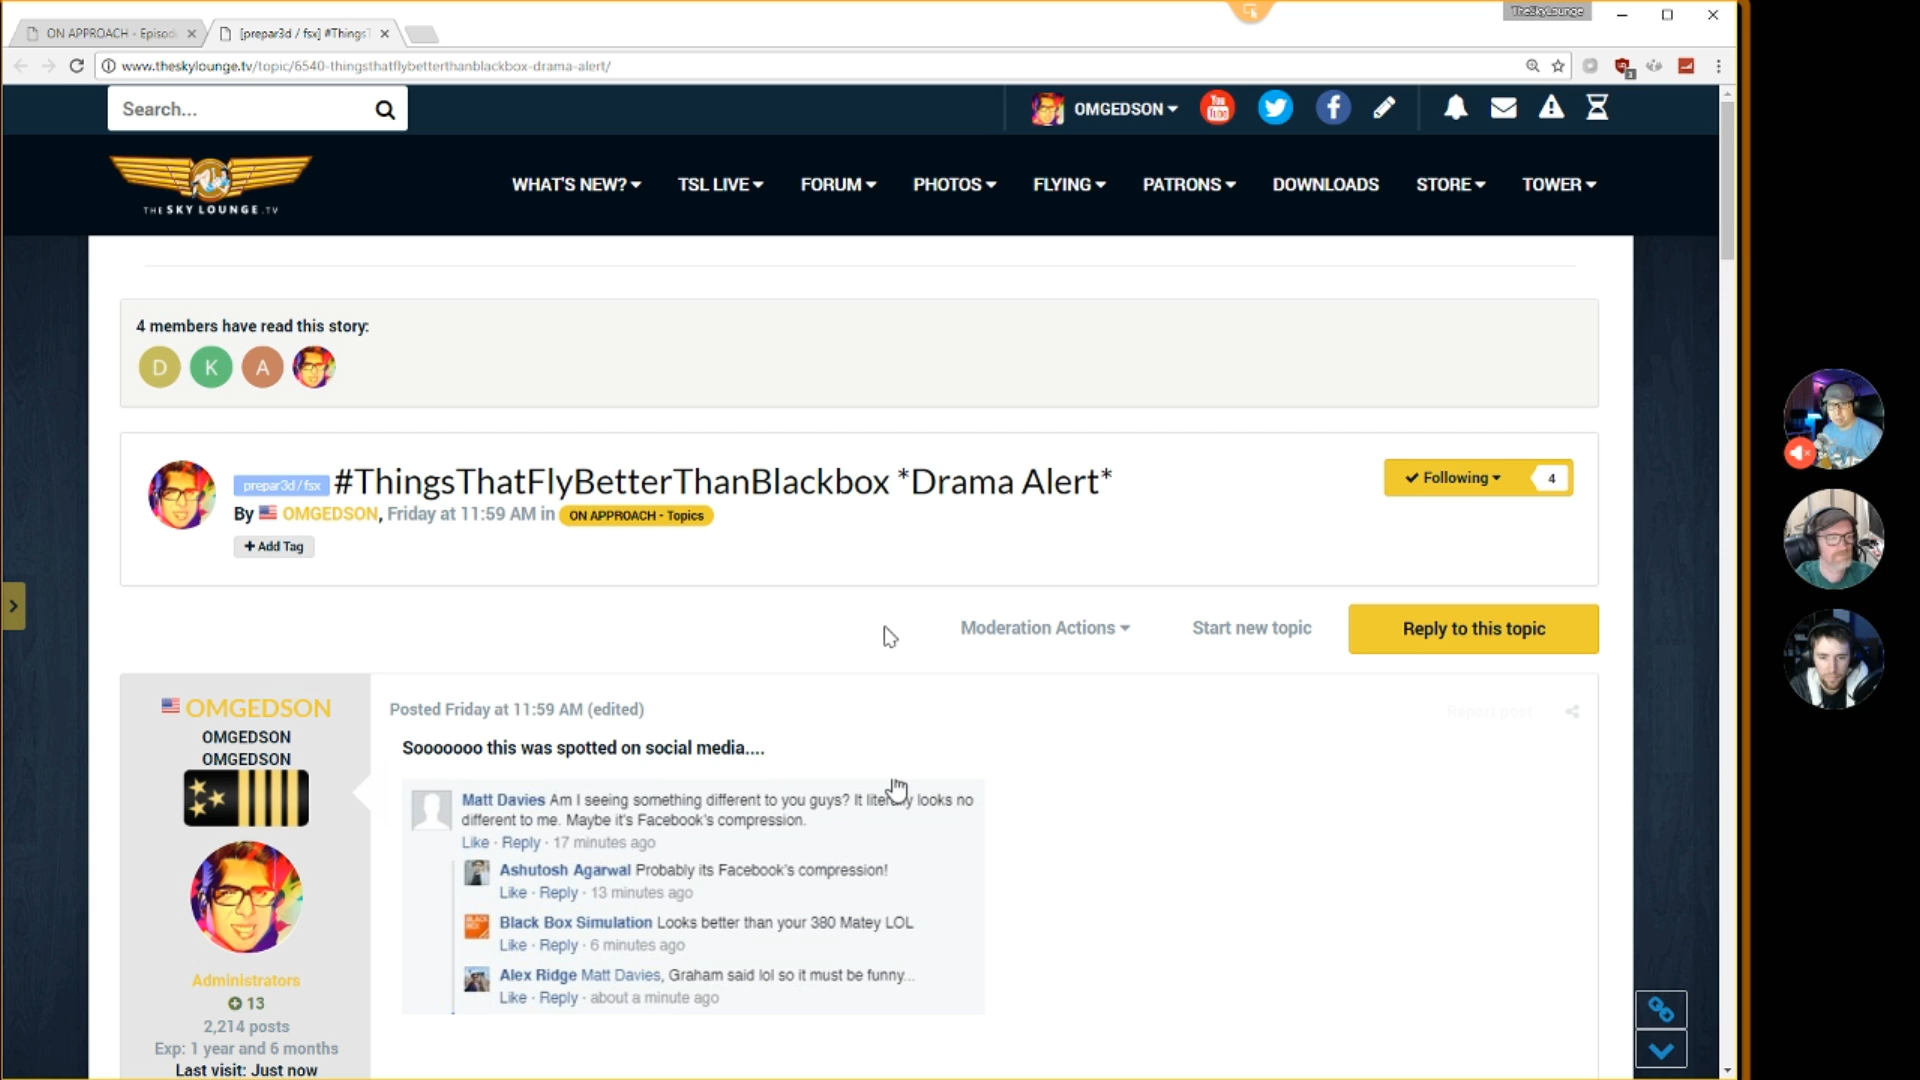 TheSkyLounge
ON APPROACH - Episod
[prepar3d / fsx] #ThingsT
www.theskylounge.tv/topic/6540-thingsthatflybetterthanblackbox-drama-alert/
Search...
OMGEDSON
You
Tube
THE SKY LOUNGE .TV
WHAT'S NEW?
TSL LIVE
FORUM
PHOTOS
FLYING
PATRONS
DOWNLOADS
STORE
TOWER
4 members have read this story:
D
K
A
prepar3d / fsx #ThingsThatFlyBetterThanBlackbox *Drama Alert*
By OMGEDSON, Friday at 11:59 AM in ON APPROACH - Topics
+ Add Tag
Following
4
Moderation Actions
Start new topic
Reply to this topic
OMGEDSON
OMGEDSON
OMGEDSON
Administrators
13
2,214 posts
Exp: 1 year and 6 months
Last visit: Just now
Posted Friday at 11:59 AM (edited)
Report post
Sooooooo this was spotted on social media....
Matt Davies Am I seeing something different to you guys? It literally looks no
different to me. Maybe it's Facebook's compression.
Like · Reply · 17 minutes ago
Ashutosh Agarwal Probably its Facebook's compression!
Like · Reply · 13 minutes ago
BLACK
BOX
Black Box Simulation Looks better than your 380 Matey LOL
Like · Reply · 6 minutes ago
Alex Ridge Matt Davies, Graham said lol so it must be funny...
Like · Reply · about a minute ago